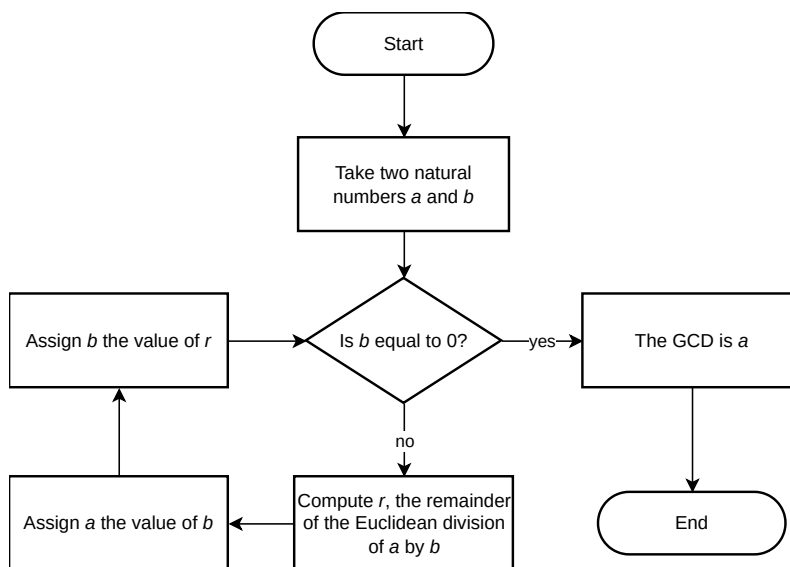 Start
Take two natural
numbers a and b
Is b equal to 0?
yes
The GCD is a
End
no
Compute r, the remainder
of the Euclidean division
of a by b
Assign a the value of b
Assign b the value of r